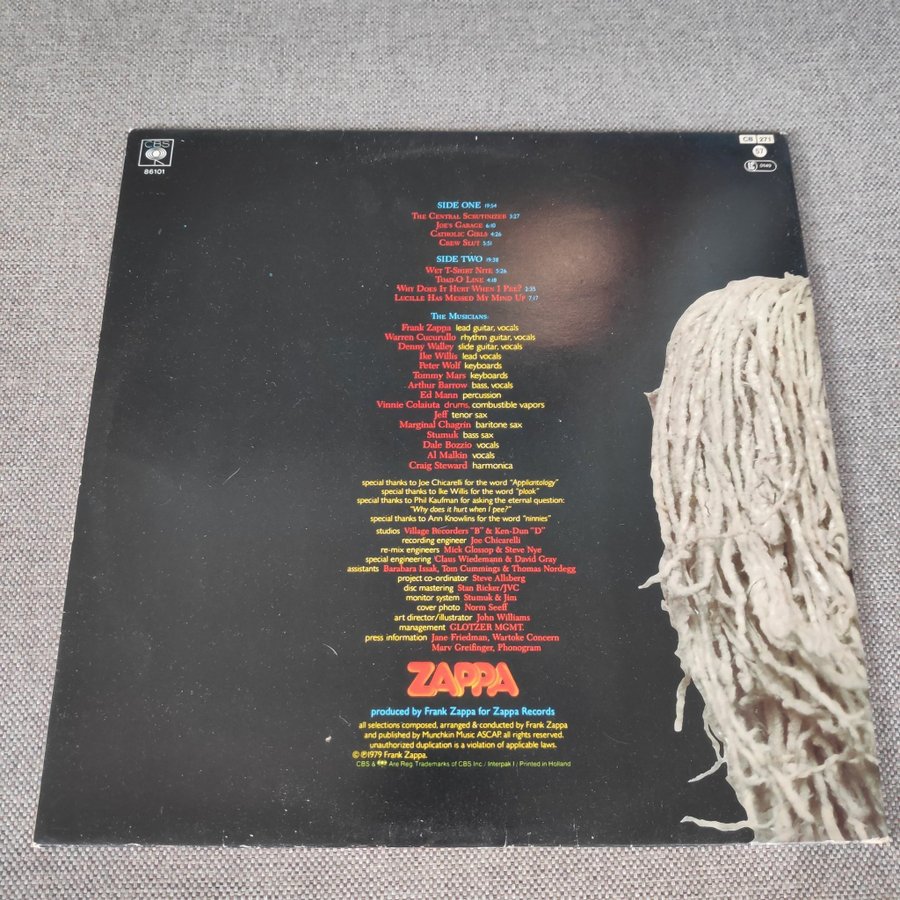 CBS
86101
CB 271
57
0140
SIDE ONE 19:54
THE CENTRAL SCRUTINIZER 3:27
JOE'S GARAGE 6:10
CATHOLIC GIRLS 4:26
CREW SLUT 5:51
SIDE TWO 19:38
WET T-SHIRT NITE 5:26
TOAD-O LINE 4:18
WHY DOES IT HURT WHEN I PEE? 2:35
LUCILLE HAS MESSED MY MIND UP 7:17
THE MUSICIANS:
Frank Zappa lead guitar, vocals
Warren Cucurullo rhythm guitar, vocals
Denny Walley slide guitar, vocals
Ike Willis lead vocals
Peter Wolf keyboards
Tommy Mars keyboards
Arthur Barrow bass, vocals
Ed Mann percussion
Vinnie Colaiuta drums, combustible vapors
Jeff tenor sax
Marginal Chagrin baritone sax
Stumuk bass sax
Dale Bozzio vocals
Al Malkin vocals
Craig Steward harmonica
special thanks to Joe Chicarelli for the word "Appliantology"
special thanks to Ike Willis for the word "plook"
special thanks to Phil Kaufman for asking the eternal question:
"Why does it hurt when I pee?"
special thanks to Ann Knowlins for the word "ninnies"
studios Village Recorders "B" & Ken-Dun "D"
recording engineer Joe Chicarelli
re-mix engineers Mick Glossop & Steve Nye
special engineering Claus Wiedemann & David Gray
assistants Barabara Issak, Tom Cummings & Thomas Nordegg
project co-ordinator Steve Allsberg
disc mastering Stan Ricker/JVC
monitor system Stumuk & Jim
cover photo Norm Seeff
art director/illustrator John Williams
management GLOTZER MGMT.
press information Jane Friedman, Wartoke Concern
Marv Greifinger, Phonogram
ZAPPA
produced by Frank Zappa for Zappa Records
all selections composed, arranged & conducted by Frank Zappa
and published by Munchkin Music ASCAP. all rights reserved.
unauthorized duplication is a violation of applicable laws.
© ℗ 1979 Frank Zappa.
CBS & Are Reg. Trademarks of CBS Inc. / Interpak I / Printed in Holland